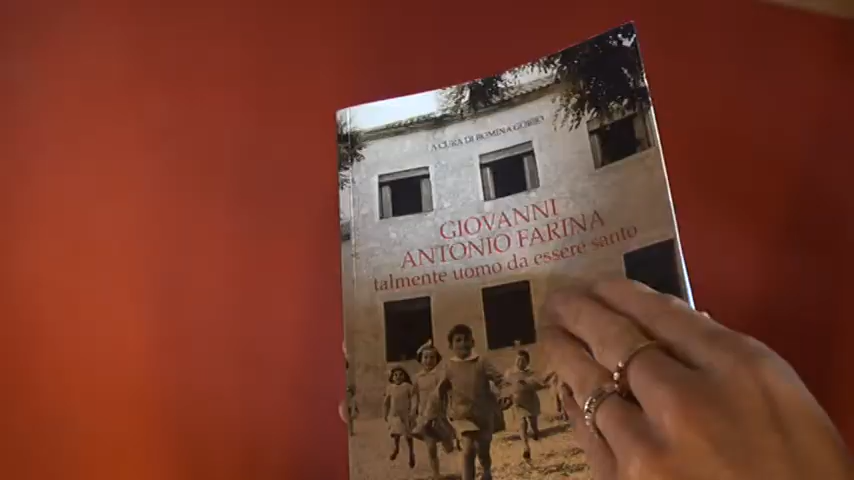 A CURA DI ROMINA GOBBO
GIOVANNI
ANTONIO FARINA
talmente uomo da essere santo